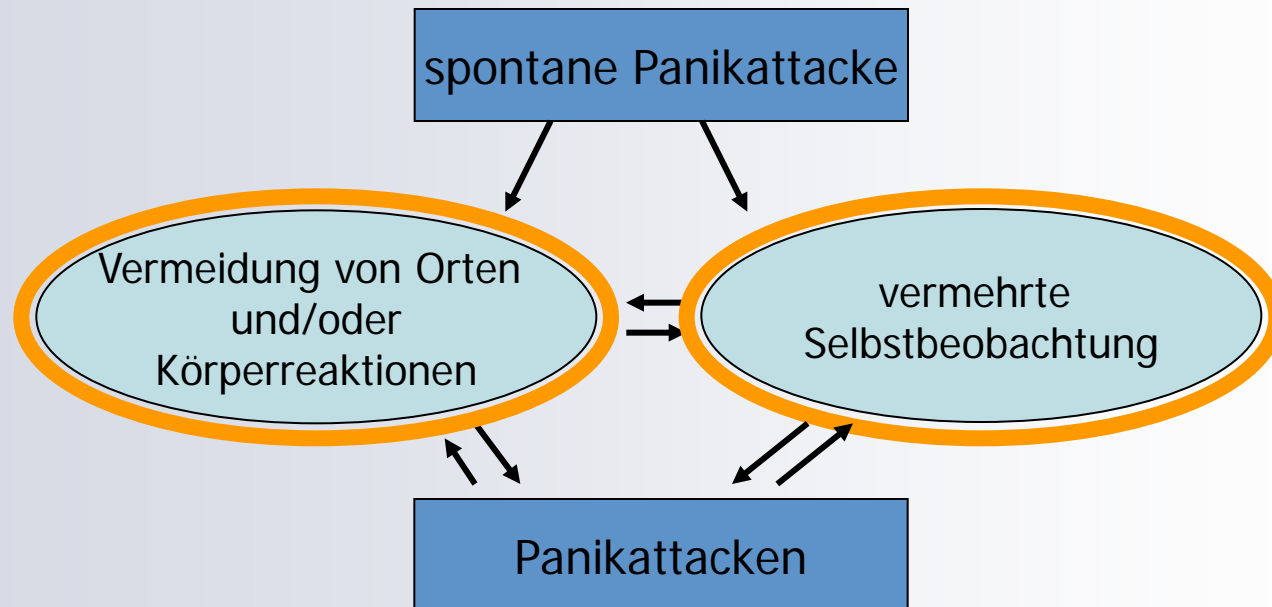 spontane Panikattacke
Vermeidung von Orten
und/oder
Körperreaktionen
vermehrte
Selbstbeobachtung
Panikattacken